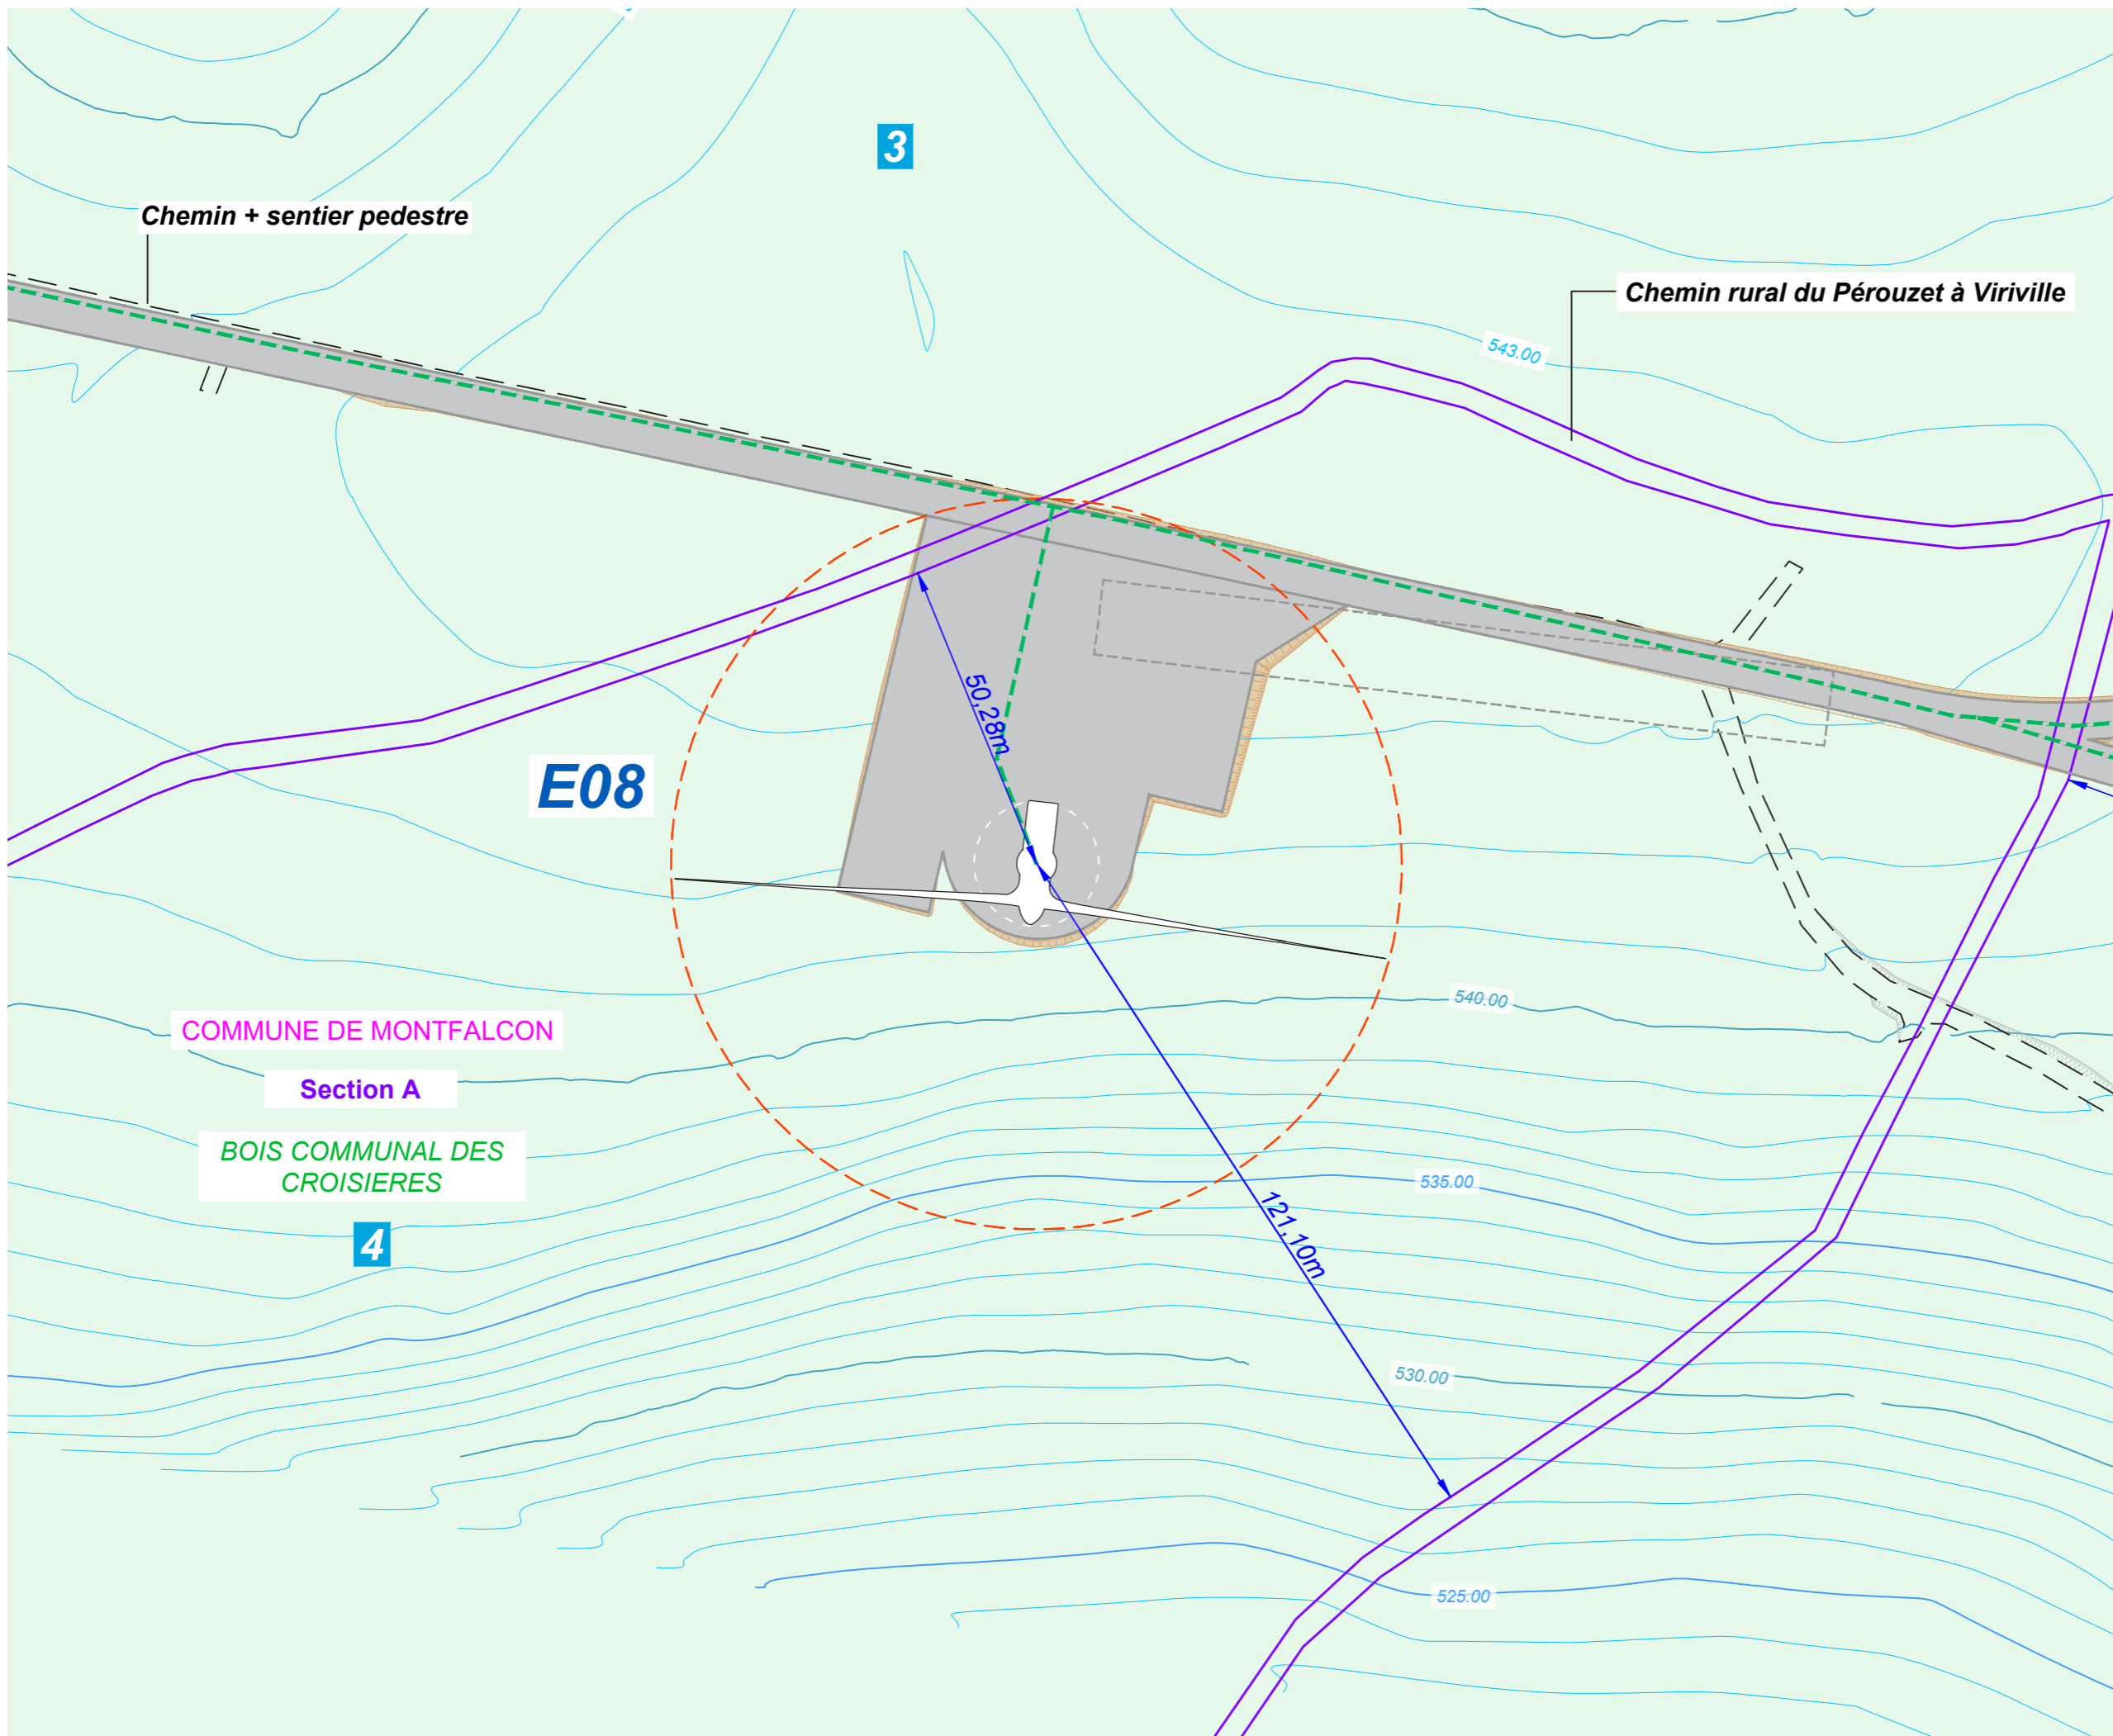 3
Chemin + sentier pedestre
Chemin rural du Pérouzet à Viriville
543.00
50,28m
E08
540.00
COMMUNE DE MONTFALCON
Section A
BOIS COMMUNAL DES
CROISIERES
535.00
4
121,10m
530.00
525.00